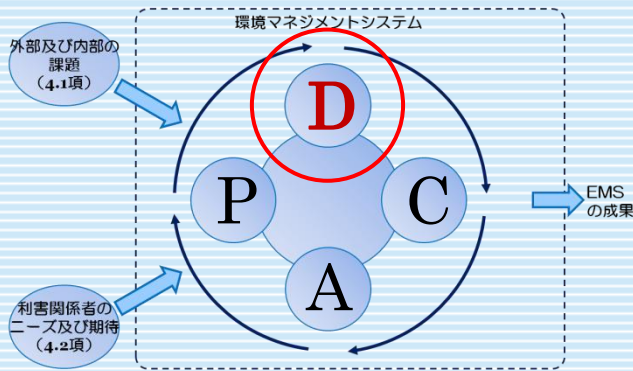 環境マネジメントシステム
外部及び内部の
課題
（4.1項）
D
P
C
A
EMS
の成果
利害関係者の
ニーズ及び期待
（4.2項）